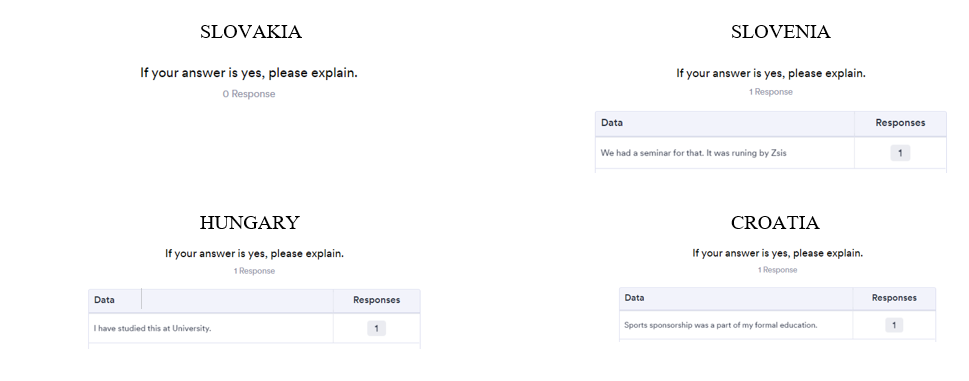 SLOVAKIA
If your answer is yes, please explain.
0 Response
SLOVENIA
If your answer is yes, please explain.
1 Response
Data Responses
We had a seminar for that. It was runing by Zsis 1
HUNGARY
If your answer is yes, please explain.
1 Response
Data Responses
I have studied this at University. 1
CROATIA
If your answer is yes, please explain.
1 Response
Data Responses
Sports sponsorship was a part of my formal education. 1